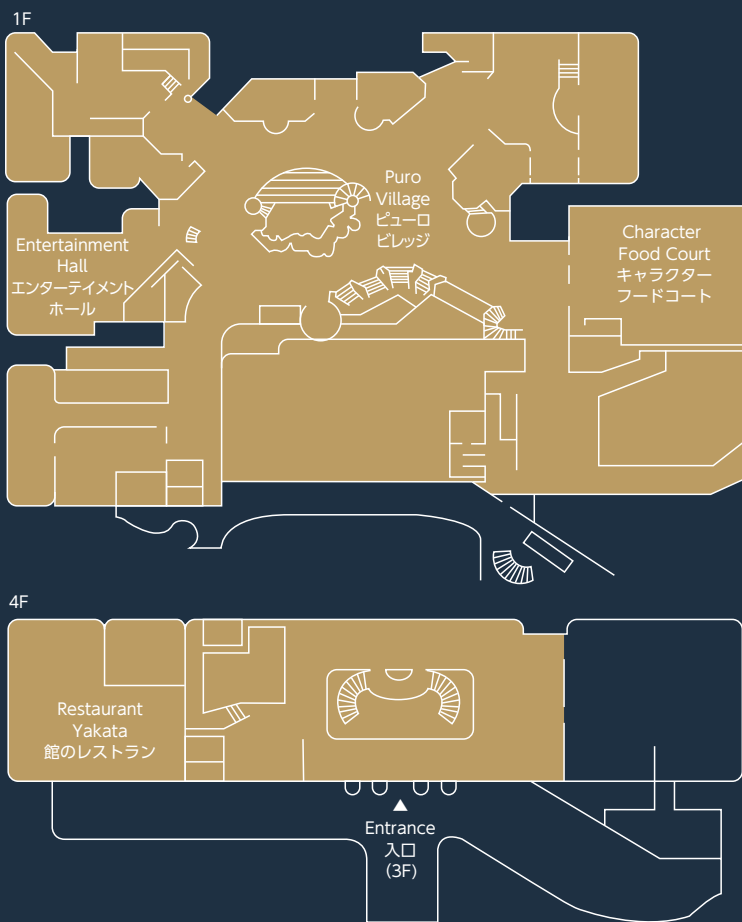 1F
Puro
Village
ピューロ
ビレッジ
Entertainment
Hall
エンターテイメント
ホール
Character
Food Court
キャラクター
フードコート
4F
Restaurant
Yakata
館のレストラン
Entrance
入口
(3F)